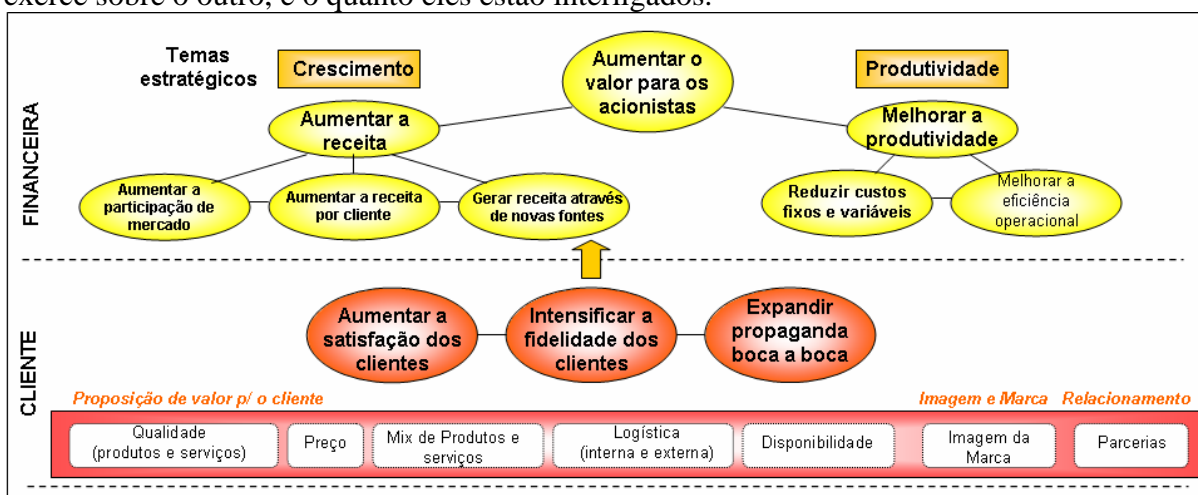 exerce sobre o outro, e o quanto eles estão interligados.
Temas
estratégicos
Crescimento
Aumentar o
valor para os
acionistas
Produtividade
FINANCEIRA
Aumentar a
receita
Melhorar a
produtividade
Aumentar a
participação de
mercado
Aumentar a receita
por cliente
Gerar receita através
de novas fontes
Reduzir custos
fixos e variáveis
Melhorar a
eficiência
operacional
CLIENTE
Aumentar a
satisfação dos
clientes
Intensificar a
fidelidade dos
clientes
Expandir
propaganda
boca a boca
Proposição de valor p/ o cliente
Imagem e Marca
Relacionamento
Qualidade
(produtos e serviços)
Preço
Mix de Produtos e
serviços
Logística
(interna e externa)
Disponibilidade
Imagem da
Marca
Parcerias